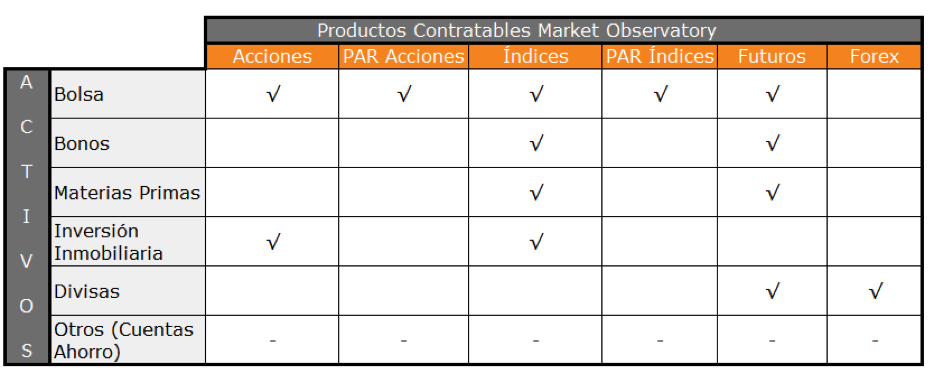 Productos Contratables Market Observatory
Acciones PAR Acciones Índices PAR Índices Futuros Forex
ACTIVOS
Bolsa √ √ √ √ √
Bonos √ √
Materias Primas √ √
Inversión
Inmobiliaria √ √
Divisas √ √
Otros (Cuentas
Ahorro) - - - - - -